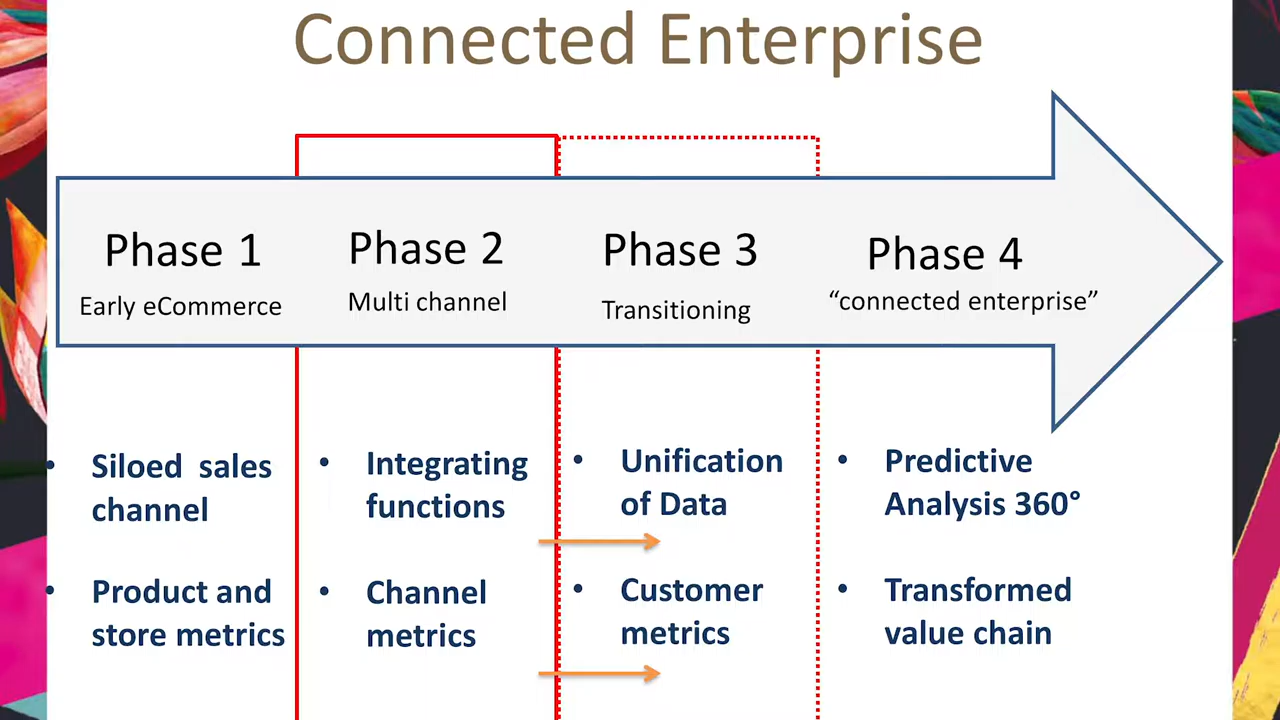 Connected Enterprise
Phase 1
Early eCommerce
Phase 2
Multi channel
Phase 3
Transitioning
Phase 4
“connected enterprise”
• Siloed sales
channel
• Product and
store metrics
• Integrating
functions
• Channel
metrics
• Unification
of Data
• Customer
metrics
• Predictive
Analysis 360°
• Transformed
value chain